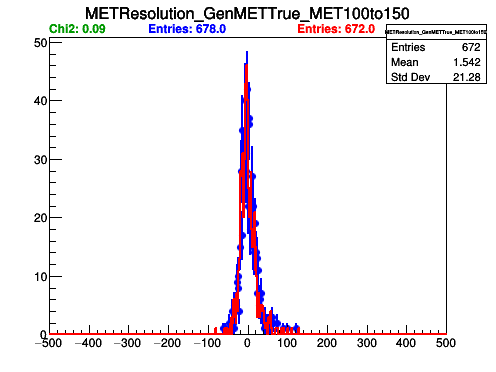 METResolution_GenMETTrue_MET100to150
Chi2: 0.09 Entries: 678.0 Entries: 672.0
METResolution_GenMETTrue_MET100to150
Entries 672
Mean 1.542
Std Dev 21.28
50
40
30
20
10
0
−500 −400 −300 −200 −100 0 100 200 300 400 500